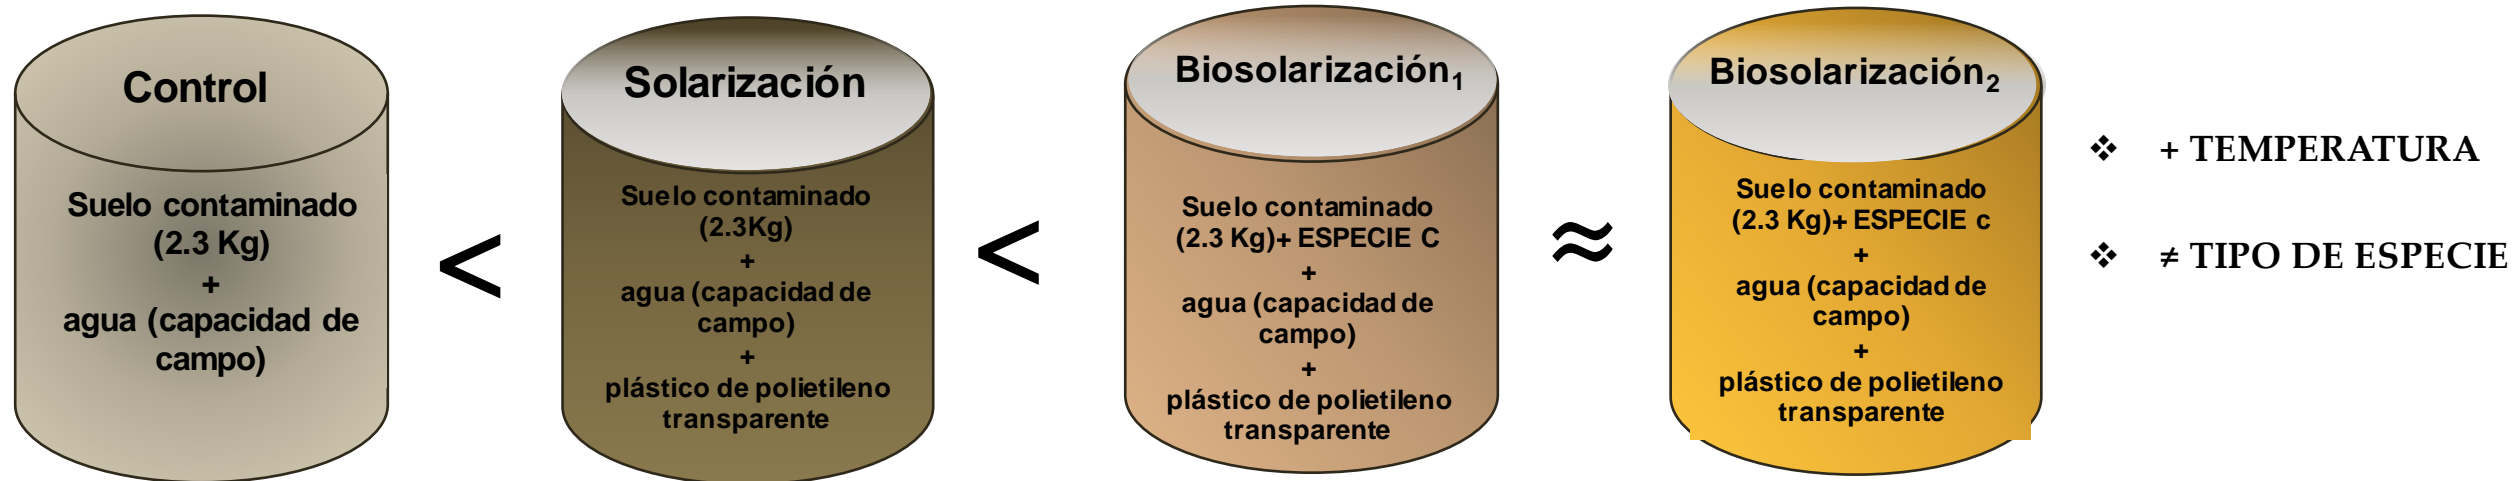 Control
Suelo contaminado
(2.3 Kg)
+
agua (capacidad de
campo)
<
Solarización
Suelo contaminado
(2.3Kg)
+
agua (capacidad de
campo)
+
plástico de polietileno
transparente
<
Biosolarización₁
Suelo contaminado
(2.3 Kg)+ ESPECIE C
+
agua (capacidad de
campo)
+
plástico de polietileno
transparente
≈
Biosolarización₂
Suelo contaminado
(2.3 Kg)+ ESPECIE c
+
agua (capacidad de
campo)
+
plástico de polietileno
transparente
❖ + TEMPERATURA
❖ ≠ TIPO DE ESPECIE